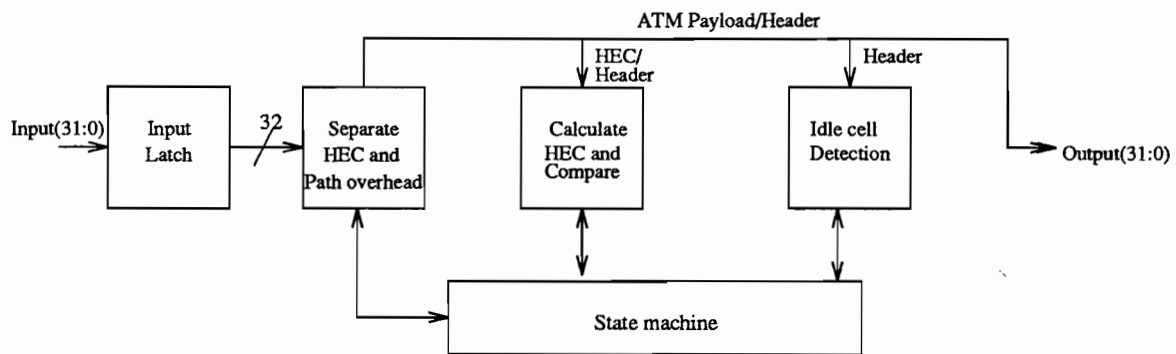 ATM Payload/Header
HEC/
Header
Header
Input(31:0)
Input
Latch
32
Separate
HEC and
Path overhead
Calculate
HEC and
Compare
Idle cell
Detection
Output(31:0)
State machine